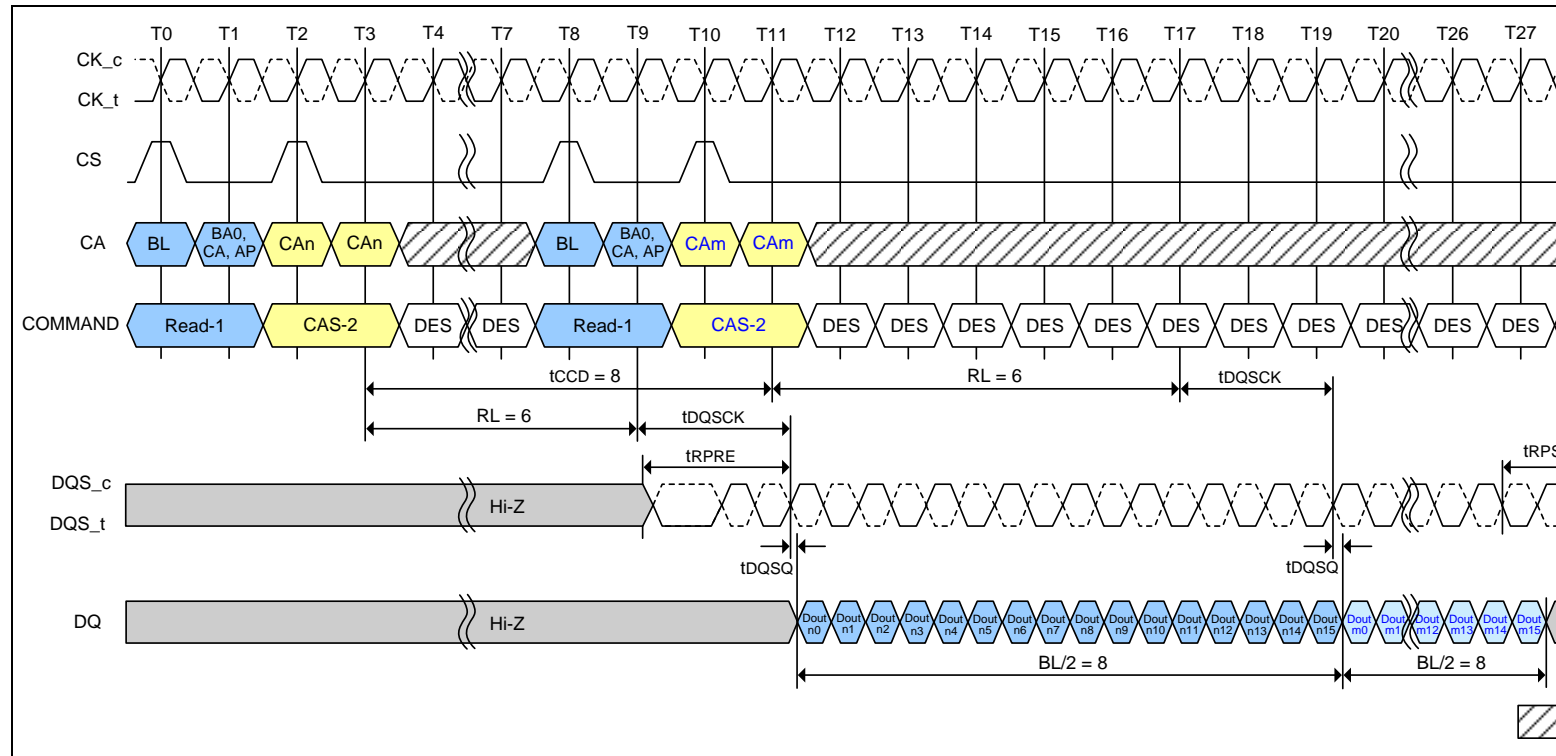 T0 T1 T2 T3 T4 T7 T8 T9 T10 T11 T12 T13 T14 T15 T16 T17 T18 T19 T20 T26 T27
CK_c
CK_t
CS
CA BL BA0, CA, AP CAn CAn BL BA0, CA, AP CAm CAm
COMMAND Read-1 CAS-2 DES DES Read-1 CAS-2 DES DES DES DES DES DES DES DES DES DES DES
tCCD = 8 RL = 6 tDQSCK
RL = 6 tDQSCK
tRPRE tRPS
DQS_c
Hi-Z
DQS_t
tDQSQ tDQSQ
DQ Hi-Z Dout n0 Dout n1 Dout n2 Dout n3 Dout n4 Dout n5 Dout n6 Dout n7 Dout n8 Dout n9 Dout n10 Dout n11 Dout n12 Dout n13 Dout n14 Dout n15 Dout m0 Dout m1 Dout m12 Dout m13 Dout m14 Dout m15
BL/2 = 8 BL/2 = 8